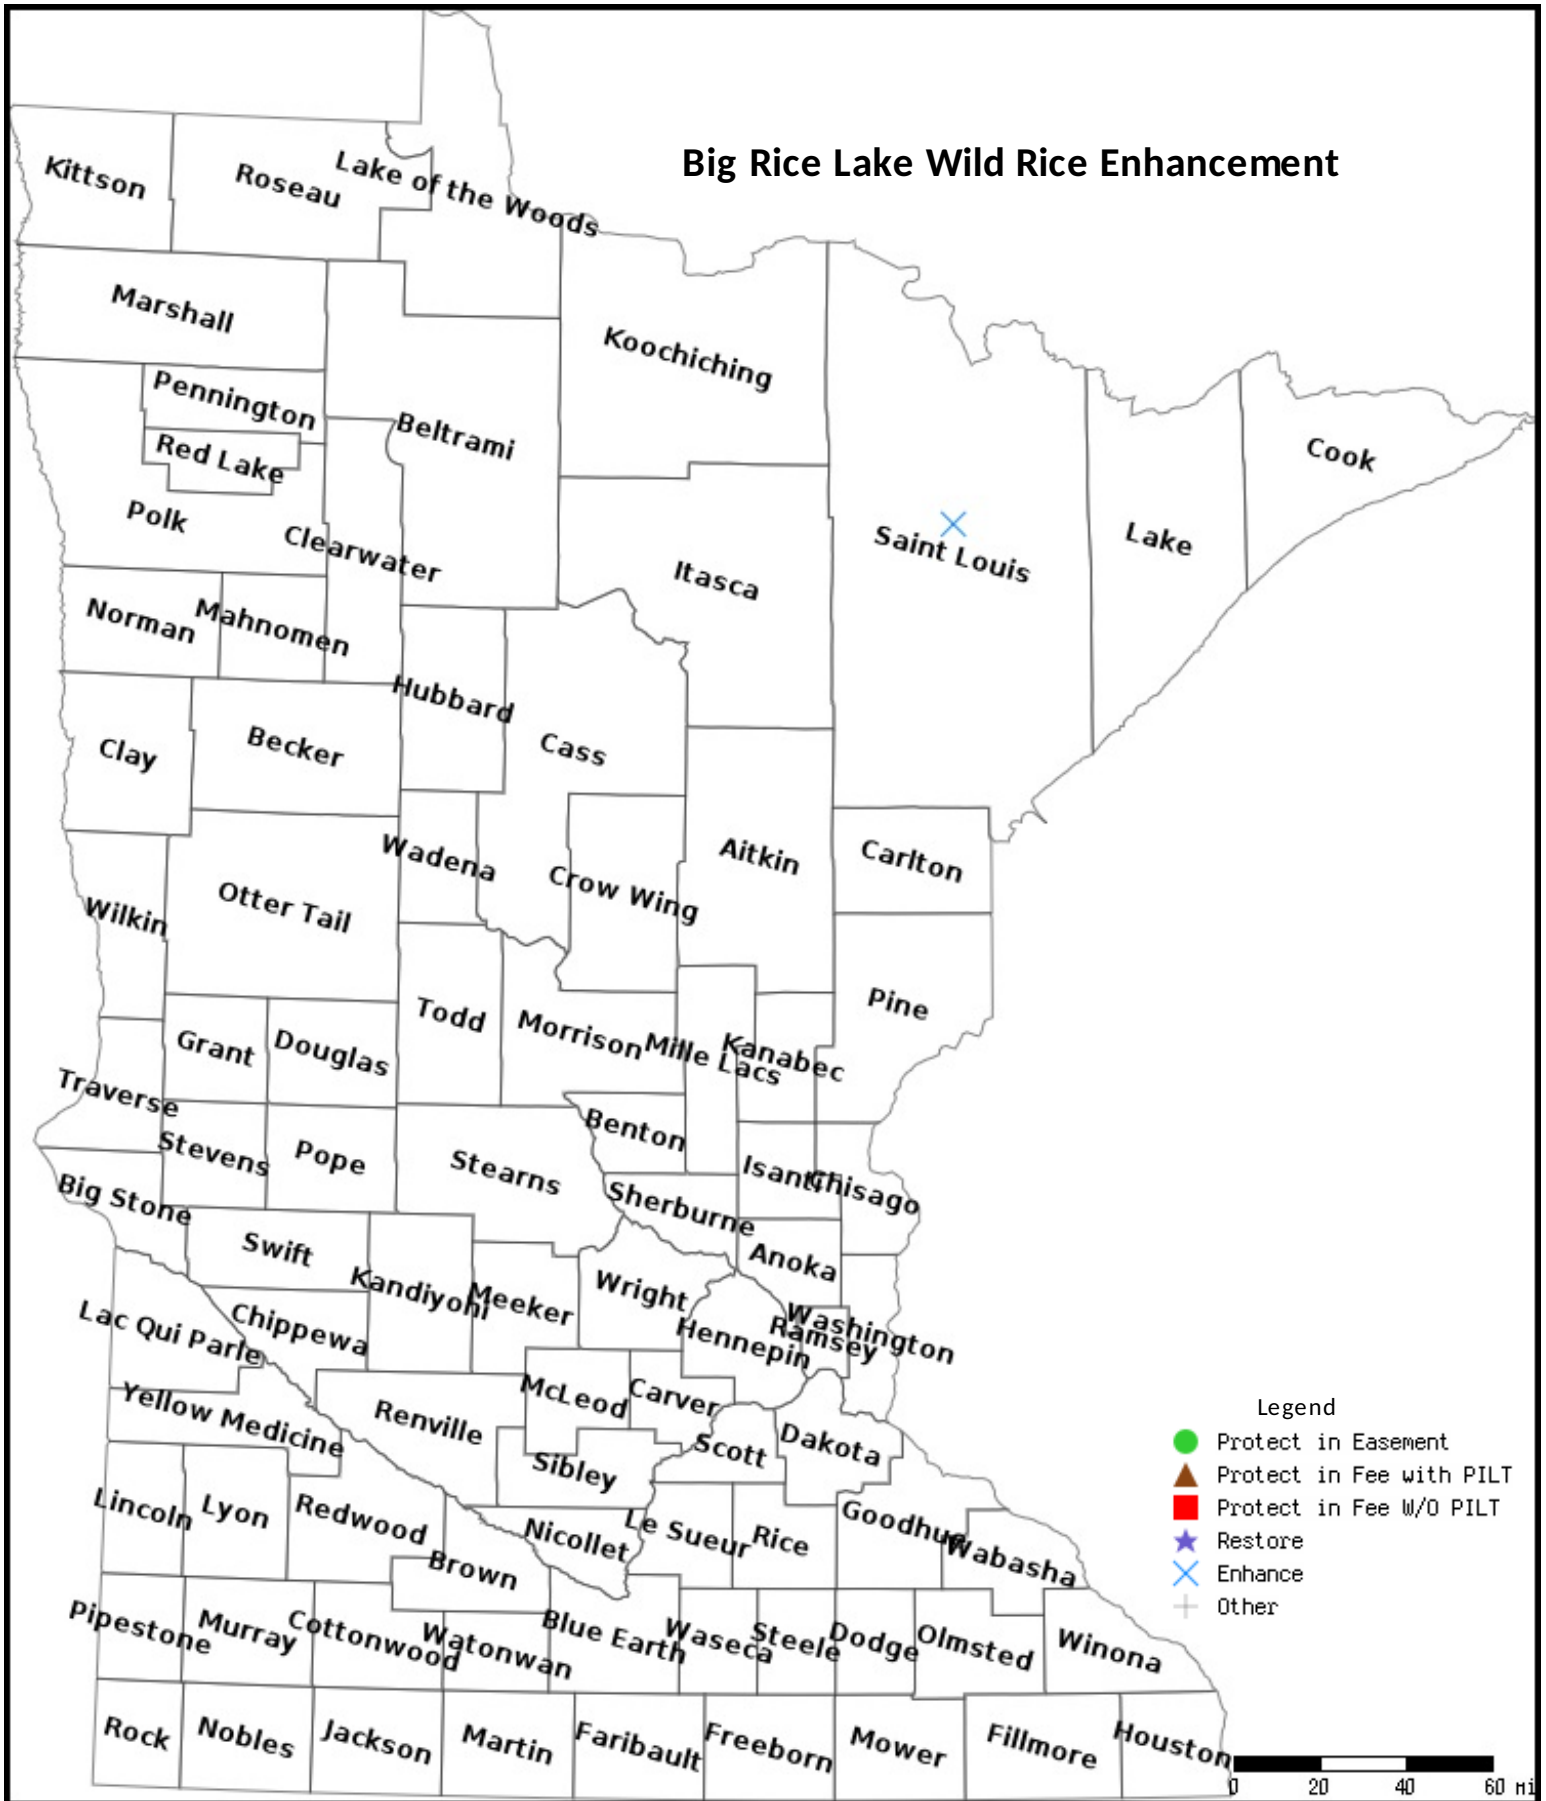 Big Rice Lake Wild Rice Enhancement
Kittson
Roseau
Lake of the Woods
Marshall
Koochiching
Pennington
Beltrami
Red Lake
Cook
Polk
Clearwater
Saint Louis
Lake
Itasca
Norman
Mahnomen
Hubbard
Clay
Becker
Cass
Wadena
Aitkin
Carlton
Otter Tail
Crow Wing
Wilkin
Todd
Pine
Grant
Douglas
Morrison
Mille Lacs
Kanabec
Traverse
Stevens
Pope
Benton
Stearns
Isanti
Chisago
Big Stone
Sherburne
Swift
Anoka
Kandiyohi
Meeker
Wright
Lac Qui Parle
Chippewa
Hennepin
Ramsey
Washington
Yellow Medicine
Renville
McLeod
Carver
Scott
Dakota
Sibley
Lincoln
Lyon
Redwood
Nicollet
Le Sueur
Rice
Goodhue
Wabasha
Brown
Pipestone
Murray
Cottonwood
Watonwan
Blue Earth
Waseca
Steele
Dodge
Olmsted
Winona
Rock
Nobles
Jackson
Martin
Faribault
Freeborn
Mower
Fillmore
Houston
Legend
Protect in Easement
Protect in Fee with PILT
Protect in Fee W/O PILT
Restore
Enhance
Other
0 20 40 60 mi